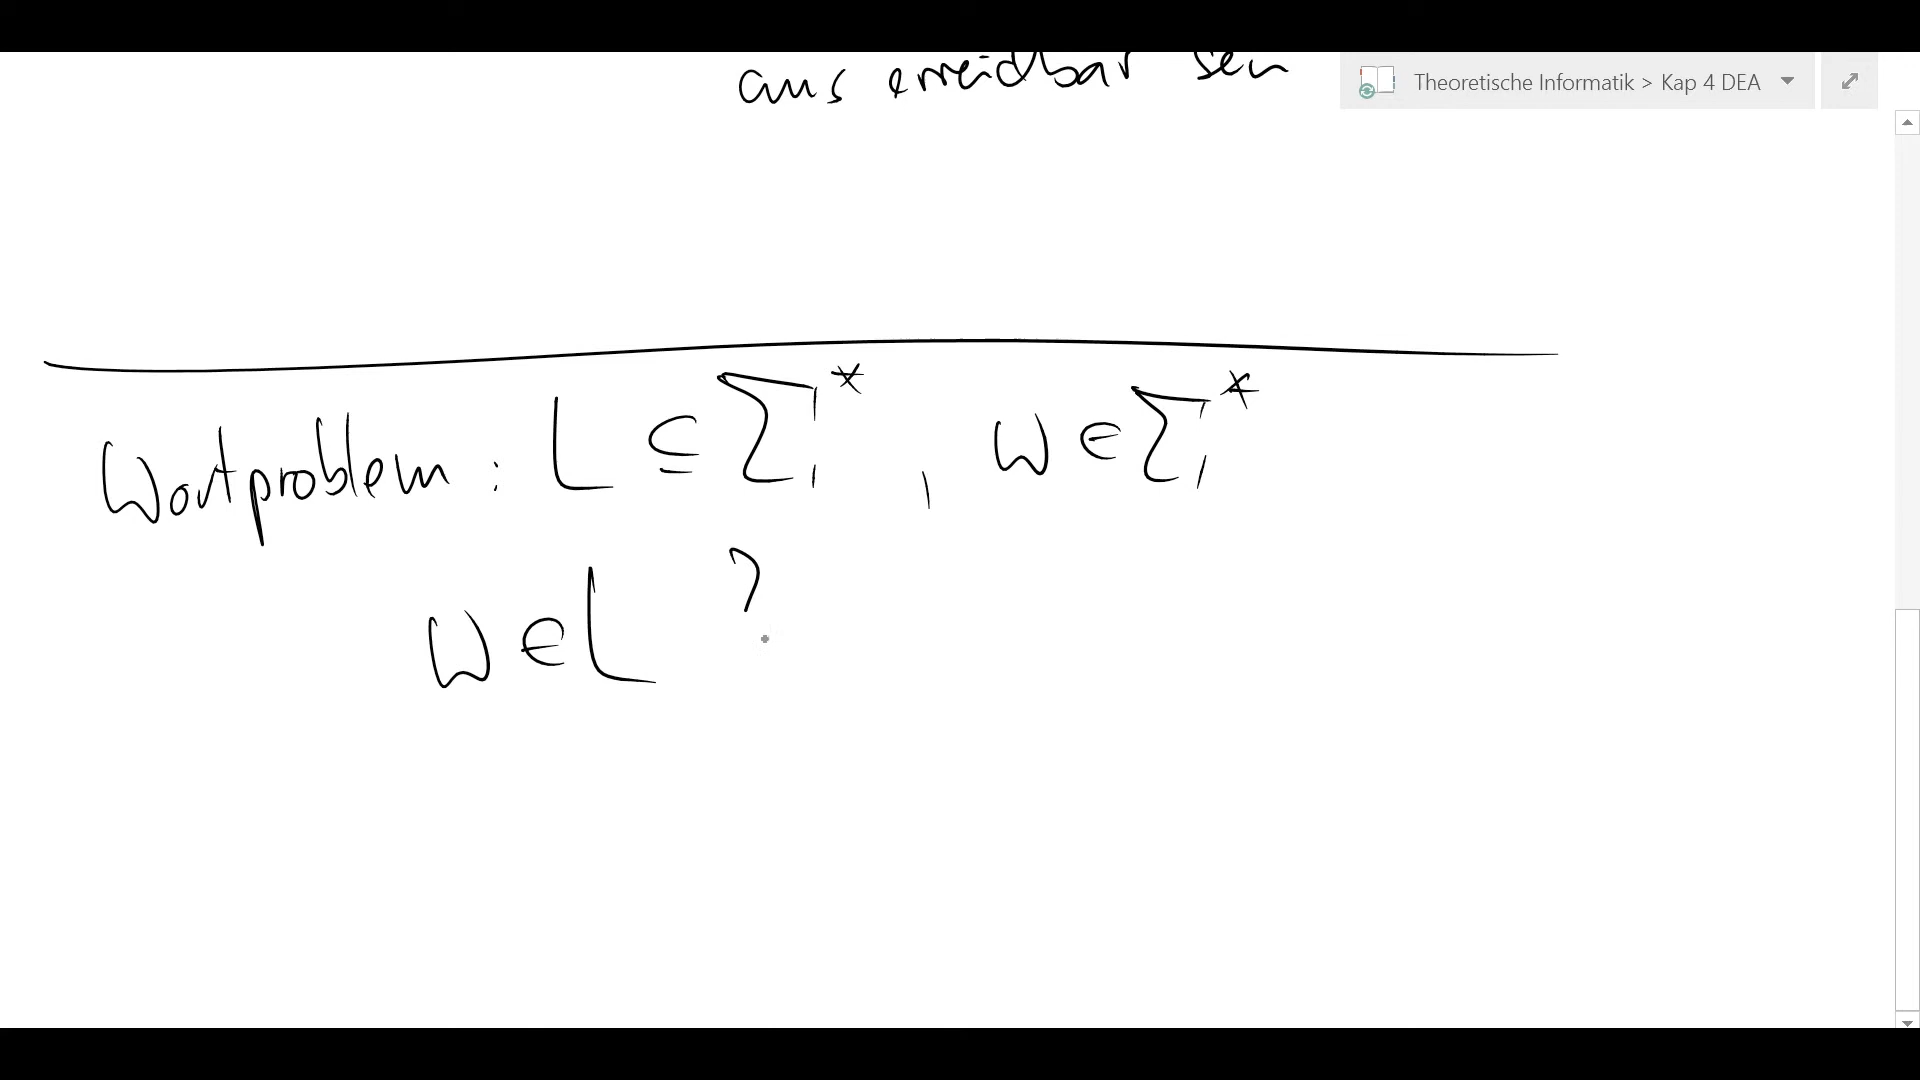 aus erreichbar sein
Theoretische Informatik > Kap 4 DEA
Wortproblem : L ⊆ Σ* , w ∈ Σ*
w ∈ L ?